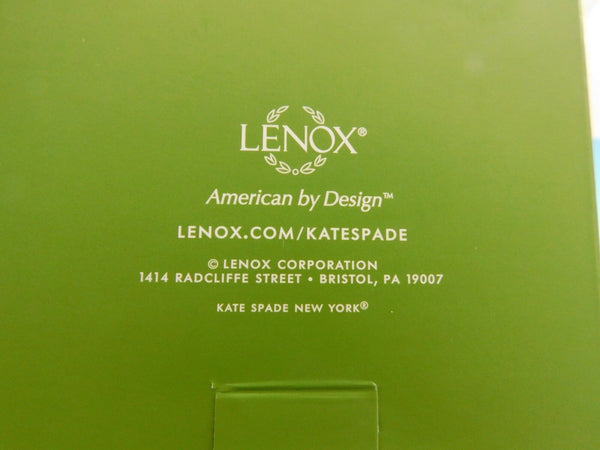 LENOX®
American by Design™
LENOX.COM/KATESPADE
© LENOX CORPORATION
1414 RADCLIFFE STREET • BRISTOL, PA 19007
KATE SPADE NEW YORK®